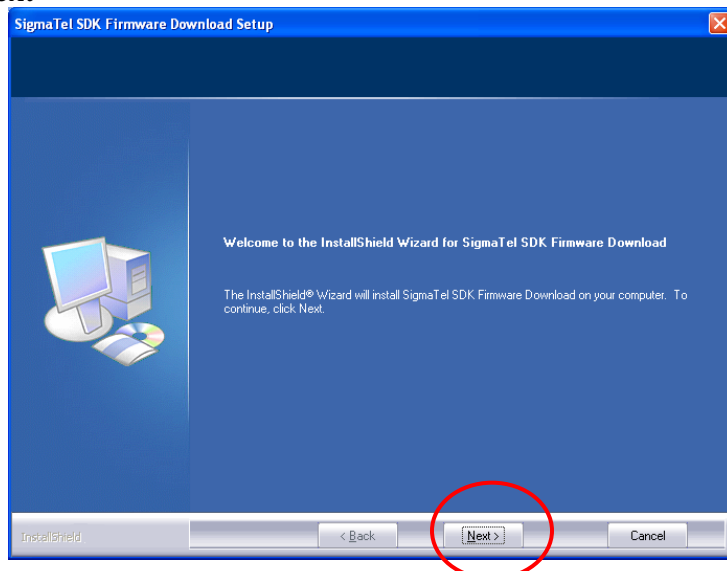 SigmaTel SDK Firmware Download Setup
Welcome to the InstallShield Wizard for SigmaTel SDK Firmware Download
The InstallShield® Wizard will install SigmaTel SDK Firmware Download on your computer. To
continue, click Next.
InstallShield
< Back
Next >
Cancel